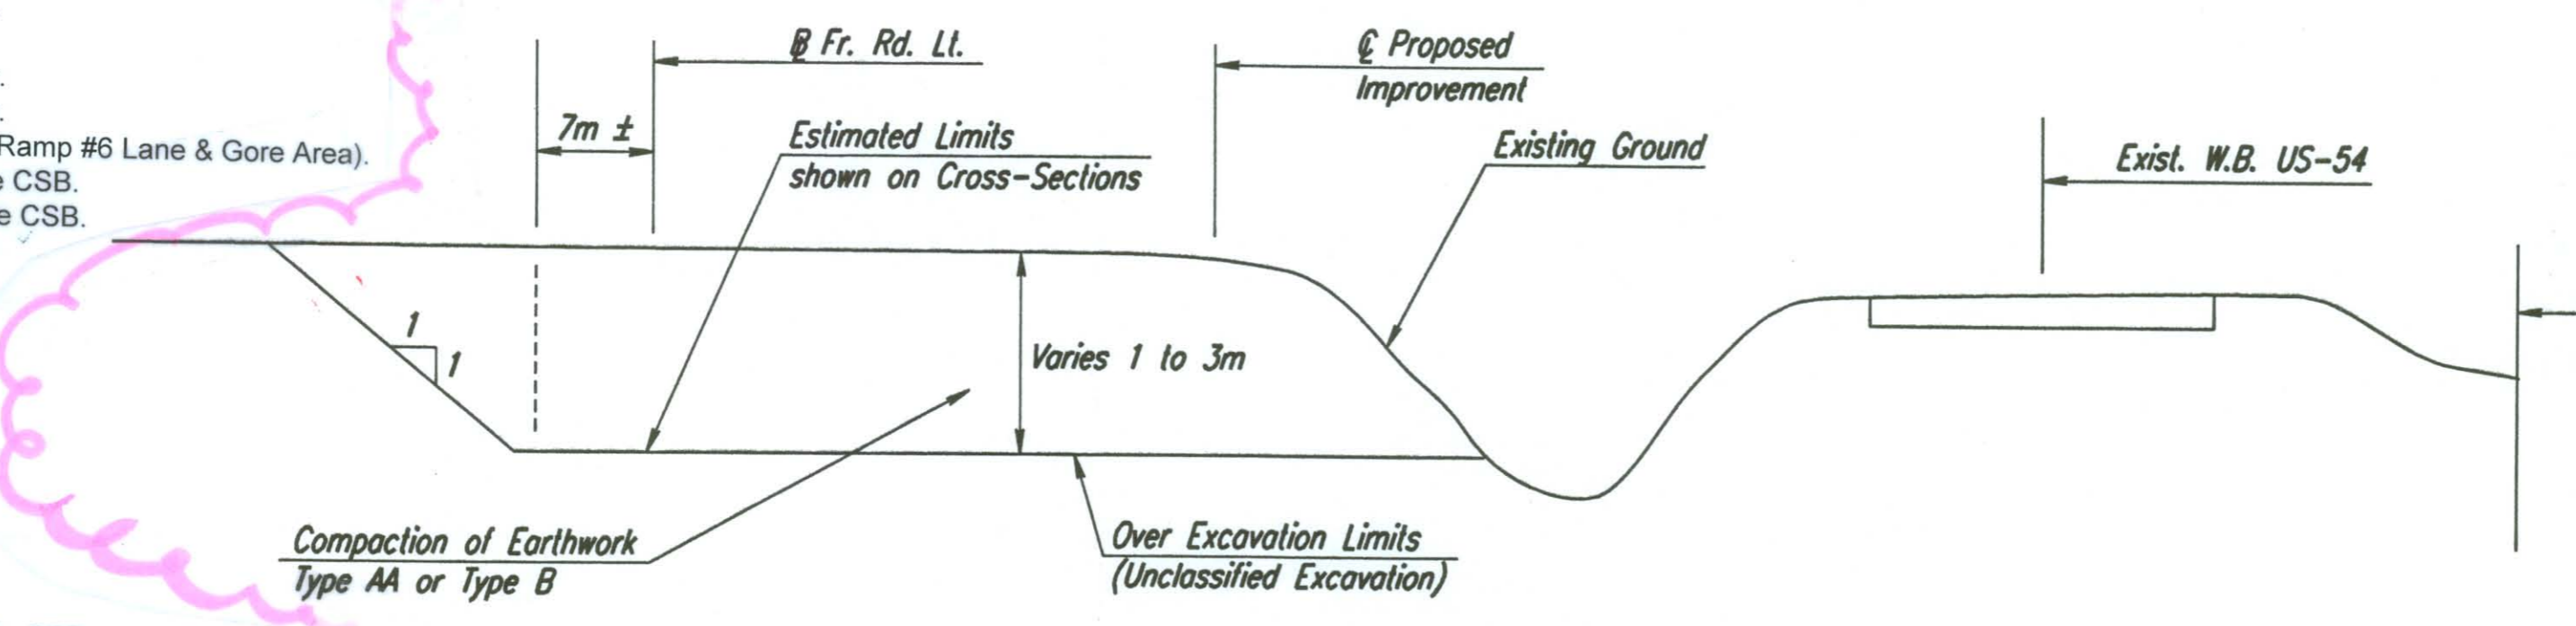 ℄ Proposed
Improvement
B Fr. Rd. Lt.
.
.
Ramp #6 Lane & Gore Area).
e CSB.
e CSB.
7m ±
Estimated Limits
shown on Cross-Sections
Existing Ground
Exist. W.B. US-54
1
1
Varies 1 to 3m
Compaction of Earthwork
Type AA or Type B
Over Excavation Limits
(Unclassified Excavation)